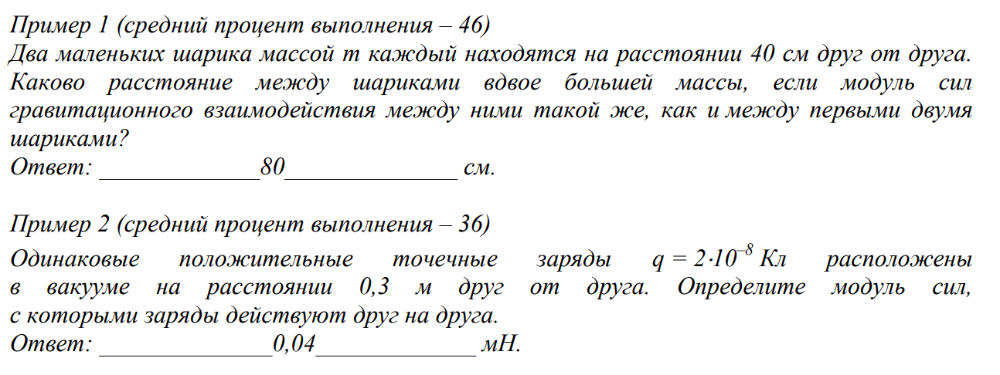 Пример 1 (средний процент выполнения – 46)
Два маленьких шарика массой m каждый находятся на расстоянии 40 см друг от друга.
Каково расстояние между шариками вдвое большей массы, если модуль сил
гравитационного взаимодействия между ними такой же, как и между первыми двумя
шариками?
Ответ: ______________80_______________ см.
Пример 2 (средний процент выполнения – 36)
Одинаковые положительные точечные заряды q = 2·10⁻⁸ Кл расположены
в вакууме на расстоянии 0,3 м друг от друга. Определите модуль сил,
с которыми заряды действуют друг на друга.
Ответ: _______________0,04______________ мН.